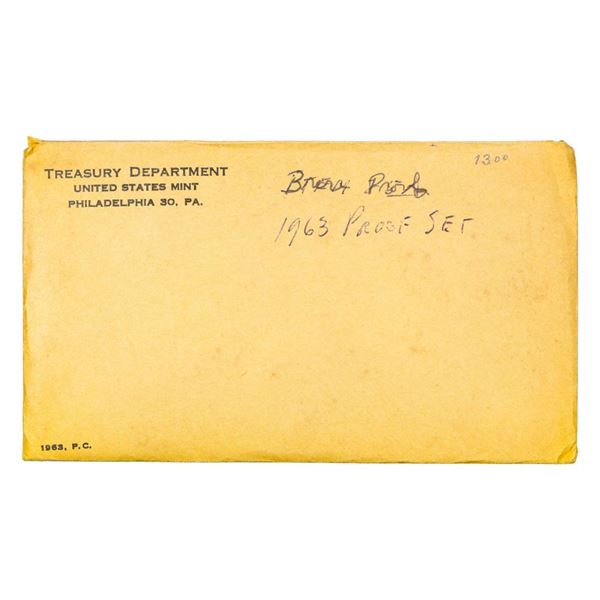 TREASURY DEPARTMENT
UNITED STATES MINT
PHILADELPHIA 30, PA.
1300
1963 PROOF SET
1963, P.C.